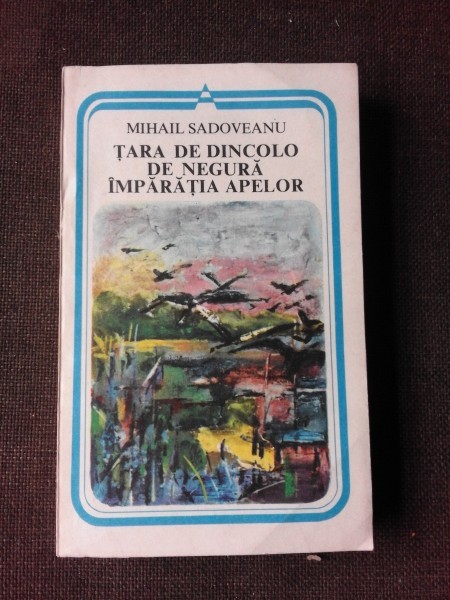 MIHAIL SADOVEANU
ȚARA DE DINCOLO
DE NEGURĂ
ÎMPĂRĂȚIA APELOR